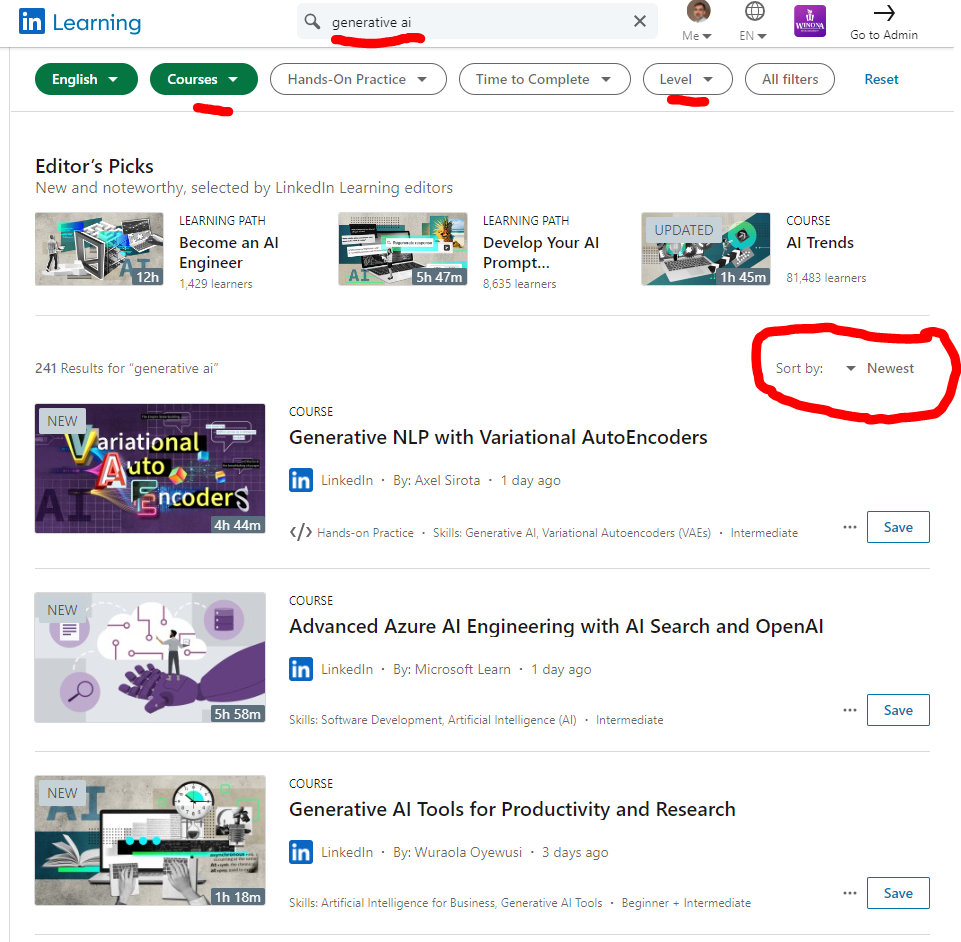 in Learning
generative ai
Me
EN
WINONA
Go to Admin
English
Courses
Hands-On Practice
Time to Complete
Level
All filters
Reset
Editor’s Picks
New and noteworthy, selected by LinkedIn Learning editors
AI
12h
LEARNING PATH
Become an AI
Engineer
1,429 learners
Regenerate response
AI
5h 47m
LEARNING PATH
Develop Your AI
Prompt...
8,635 learners
UPDATED
1h 45m
COURSE
AI Trends
81,483 learners
241 Results for “generative ai”
Sort by:
Newest
NEW
Variational
Auto
Encoders
AI
4h 44m
COURSE
Generative NLP with Variational AutoEncoders
in LinkedIn · By: Axel Sirota · 1 day ago
</> Hands-on Practice · Skills: Generative AI, Variational Autoencoders (VAEs) · Intermediate
... Save
NEW
5h 58m
COURSE
Advanced Azure AI Engineering with AI Search and OpenAI
in LinkedIn · By: Microsoft Learn · 1 day ago
Skills: Software Development, Artificial Intelligence (AI) · Intermediate
... Save
NEW
AI
1h 18m
COURSE
Generative AI Tools for Productivity and Research
in LinkedIn · By: Wuraola Oyewusi · 3 days ago
Skills: Artificial Intelligence for Business, Generative AI Tools · Beginner + Intermediate
... Save